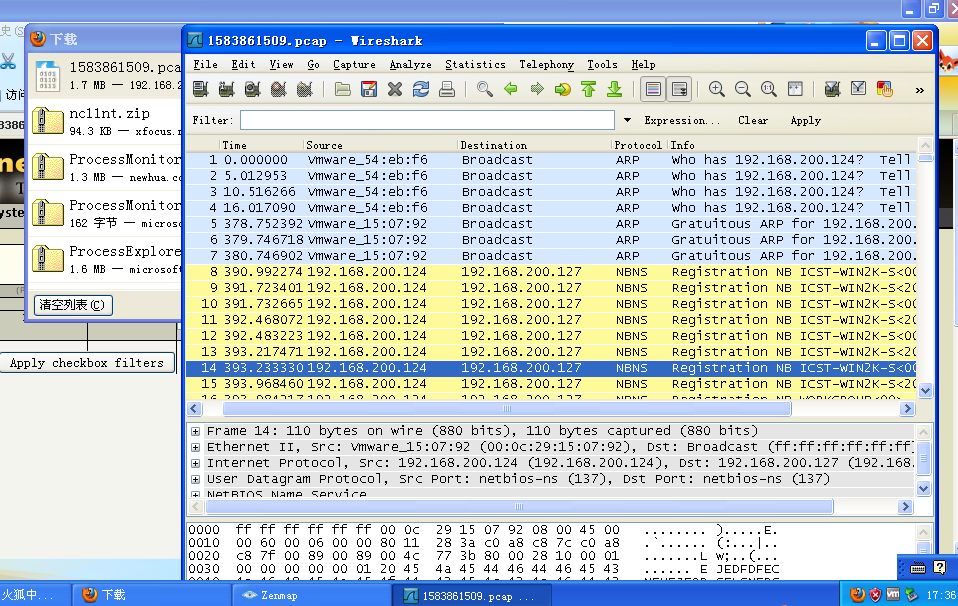 史(S
下载
1583861509.pcap - Wireshark
File Edit View Go Capture Analyze Statistics Telephony Tools Help
1583861509.pca
1.7 MB — 192.168.2
访问
Filter: Expression... Clear Apply
nc11nt.zip
94.3 KB — xfocus.n
Time Source Destination Protocol Info
ProcessMonitor
1.3 MB — newhua.co
ProcessMonitor
162 字节 — microso
ProcessExplore
1.6 MB — microsoft
清空列表(C)
1 0.000000 Vmware_54:eb:f6 Broadcast ARP Who has 192.168.200.124? Tell
2 5.012953 Vmware_54:eb:f6 Broadcast ARP Who has 192.168.200.124? Tell
3 10.516266 Vmware_54:eb:f6 Broadcast ARP Who has 192.168.200.124? Tell
4 16.017090 Vmware_54:eb:f6 Broadcast ARP Who has 192.168.200.124? Tell
5 378.752392 Vmware_15:07:92 Broadcast ARP Gratuitous ARP for 192.168.200.
6 379.746718 Vmware_15:07:92 Broadcast ARP Gratuitous ARP for 192.168.200.
7 380.746902 Vmware_15:07:92 Broadcast ARP Gratuitous ARP for 192.168.200.
8 390.992274 192.168.200.124 192.168.200.127 NBNS Registration NB ICST-WIN2K-S<00
9 391.723401 192.168.200.124 192.168.200.127 NBNS Registration NB ICST-WIN2K-S<20
10 391.732665 192.168.200.124 192.168.200.127 NBNS Registration NB ICST-WIN2K-S<00
11 392.468072 192.168.200.124 192.168.200.127 NBNS Registration NB ICST-WIN2K-S<20
12 392.483223 192.168.200.124 192.168.200.127 NBNS Registration NB ICST-WIN2K-S<00
13 393.217471 192.168.200.124 192.168.200.127 NBNS Registration NB ICST-WIN2K-S<20
14 393.233330 192.168.200.124 192.168.200.127 NBNS Registration NB ICST-WIN2K-S<00
15 393.968460 192.168.200.124 192.168.200.127 NBNS Registration NB ICST-WIN2K-S<20
Apply checkbox filters
Frame 14: 110 bytes on wire (880 bits), 110 bytes captured (880 bits)
Ethernet II, Src: Vmware_15:07:92 (00:0c:29:15:07:92), Dst: Broadcast (ff:ff:ff:ff:ff:ff)
Internet Protocol, Src: 192.168.200.124 (192.168.200.124), Dst: 192.168.200.127 (192.168.
User Datagram Protocol, Src Port: netbios-ns (137), Dst Port: netbios-ns (137)
NetBIOS Name Service
0000 ff ff ff ff ff ff 00 0c 29 15 07 92 08 00 45 00 ........ ).....E.
0010 00 60 00 06 00 00 80 11 28 3a c0 a8 c8 7c c0 a8 .`...... (:...|..
0020 c8 7f 00 89 00 89 00 4c 77 3b 80 00 28 10 00 01 .......L w;..(...
0030 00 00 00 00 00 01 20 45 4a 45 44 46 44 46 45 43 ...... E JEDFDFEC
火狐中... 下载 Zenmap 1583861509.pcap ... 17:36